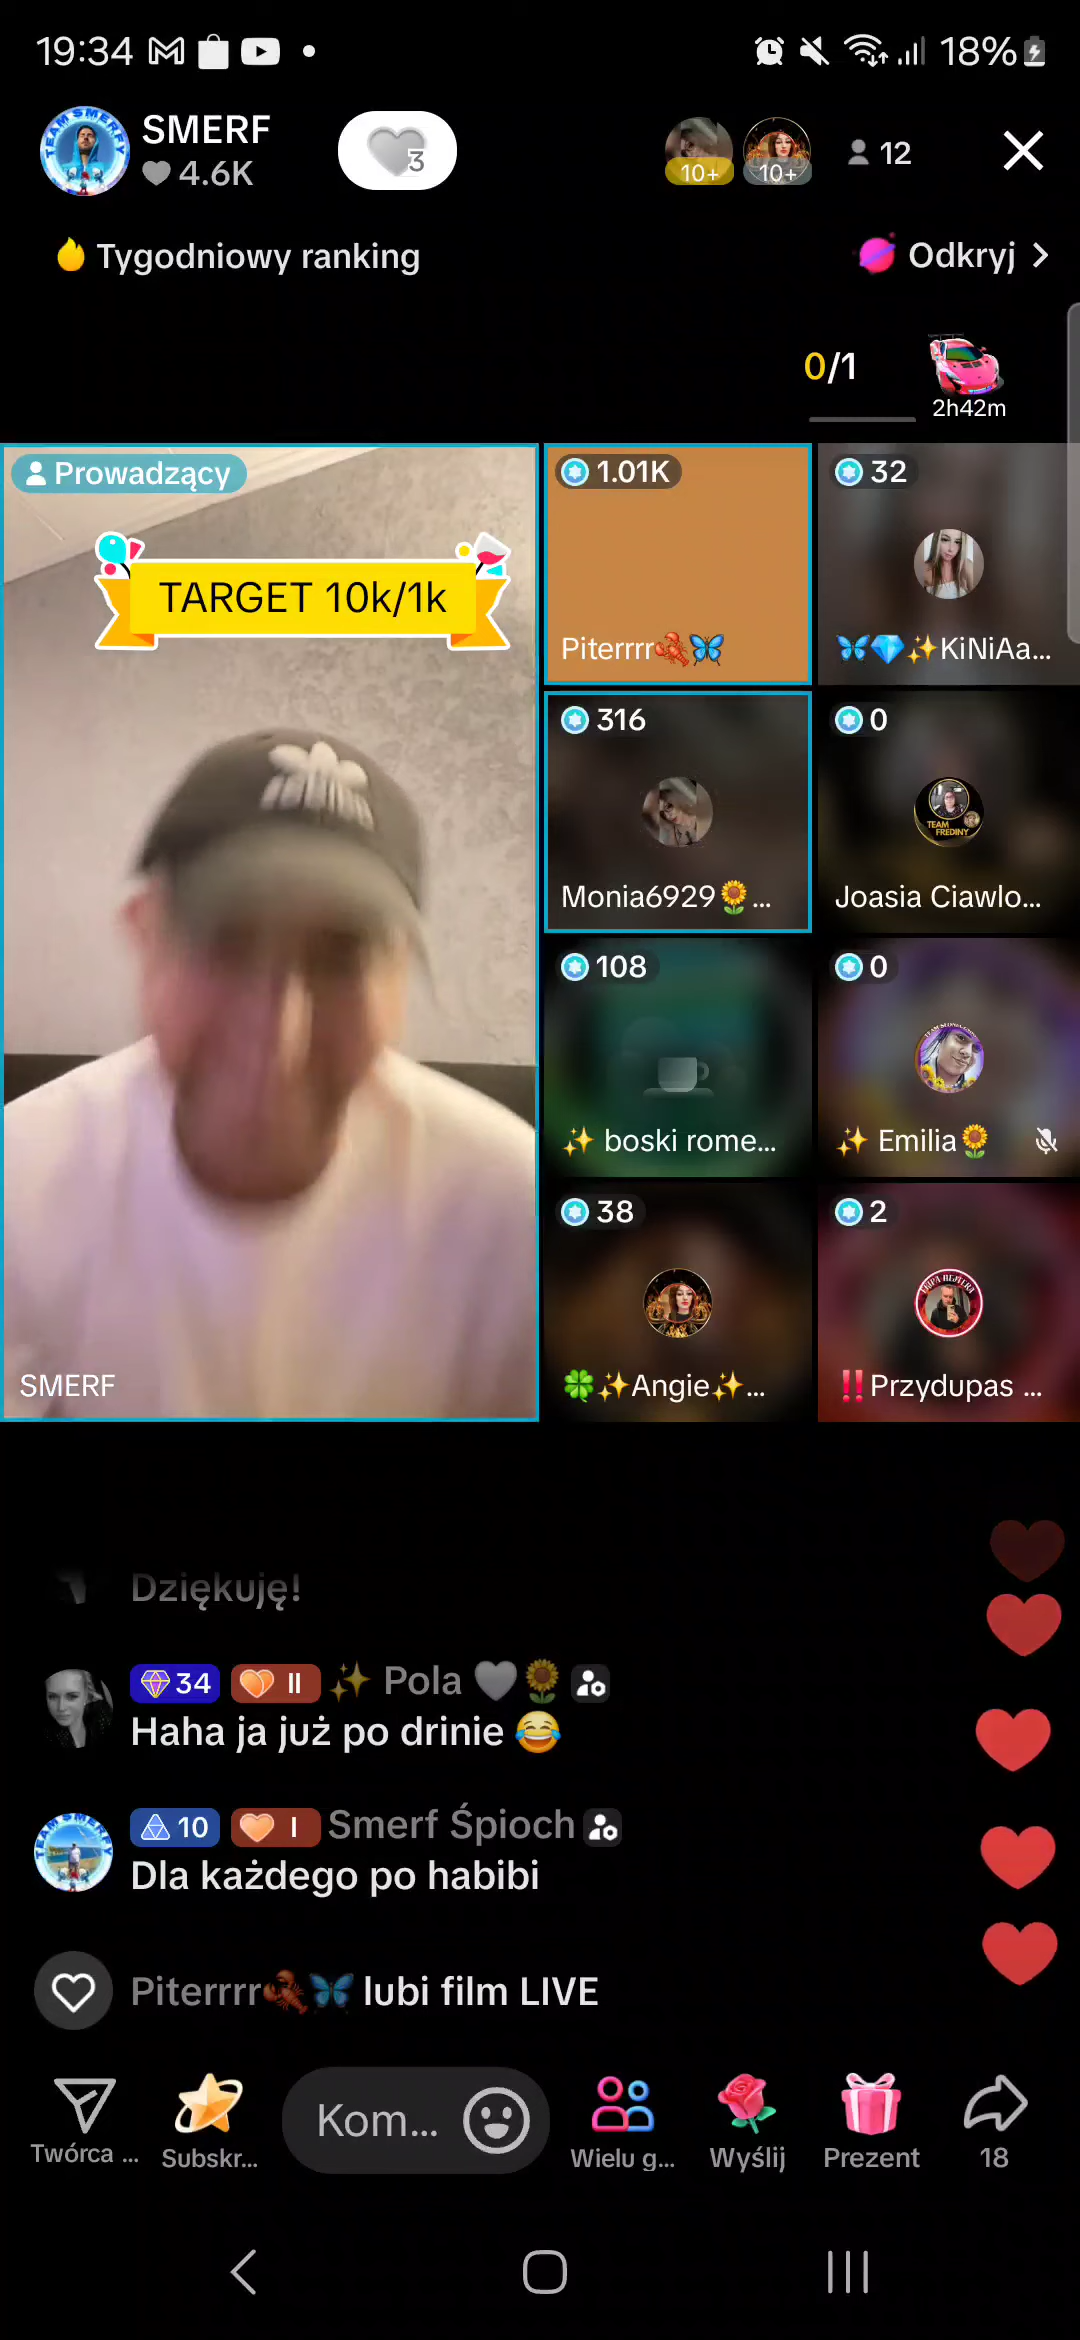 19:34
18%
SMERF
4.6K
3
10+
10+
12
Tygodniowy ranking
Odkryj
0/1
2h42m
Prowadzący
TARGET 10k/1k
SMERF
1.01K
Piterrrr🦞🦋
32
🦋💎✨KiNiAa...
316
Monia6929🌻...
0
TEAM
FREDINY
Joasia Ciawlo...
108
✨ boski rome...
0
✨ Emilia🌻
38
🍀✨Angie✨...
2
‼️Przydupas ...
Dziękuję!
34 II ✨ Pola 🤍🌻
Haha ja już po drinie 😂
10 I Smerf Śpioch
Dla każdego po habibi
Piterrrr🦞🦋 lubi film LIVE
Twórca ...
Subskr...
Kom...
Wielu g...
Wyślij
Prezent
18